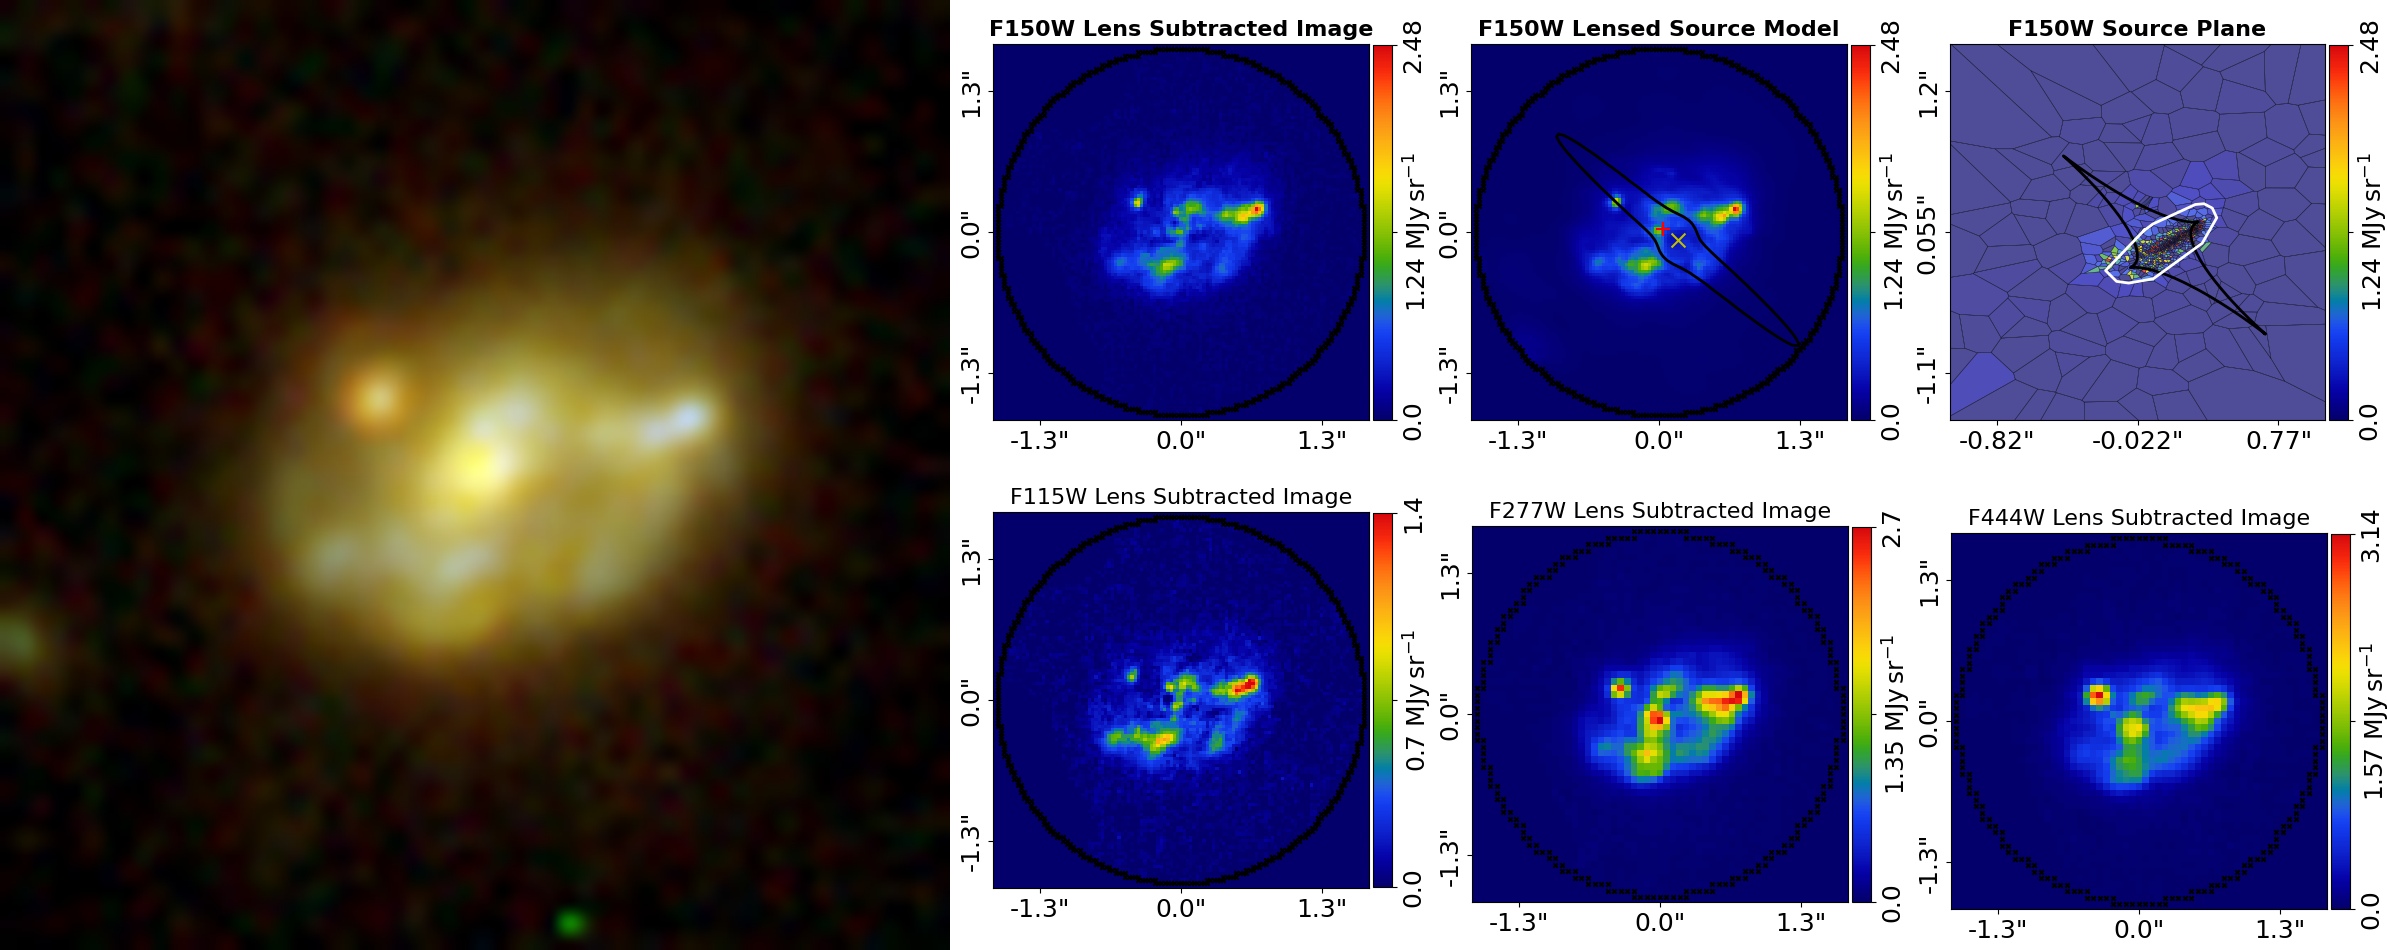 F150W Lens Subtracted Image
1.3"
0.0"
-1.3"
-1.3" 0.0" 1.3"
2.48
1.24 MJy sr⁻¹
0.0
F150W Lensed Source Model
1.3"
0.0"
-1.3"
-1.3" 0.0" 1.3"
2.48
1.24 MJy sr⁻¹
0.0
F150W Source Plane
1.2"
0.055"
-1.1"
-0.82" -0.022" 0.77"
2.48
1.24 MJy sr⁻¹
0.0
F115W Lens Subtracted Image
1.3"
0.0"
-1.3"
-1.3" 0.0" 1.3"
1.4
0.7 MJy sr⁻¹
0.0
F277W Lens Subtracted Image
1.3"
0.0"
-1.3"
-1.3" 0.0" 1.3"
2.7
1.35 MJy sr⁻¹
0.0
F444W Lens Subtracted Image
1.3"
0.0"
-1.3"
-1.3" 0.0" 1.3"
3.14
1.57 MJy sr⁻¹
0.0